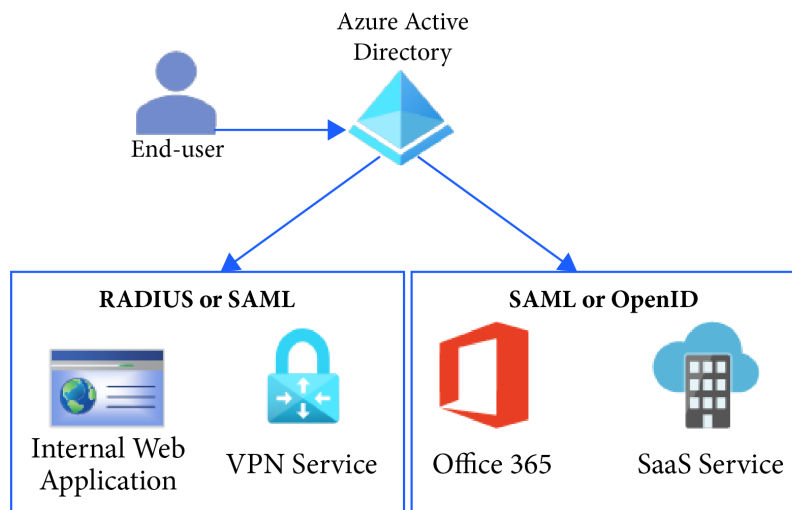 Azure Active
Directory
End-user
RADIUS or SAML
SAML or OpenID
Internal Web
Application
VPN Service
Office 365
SaaS Service